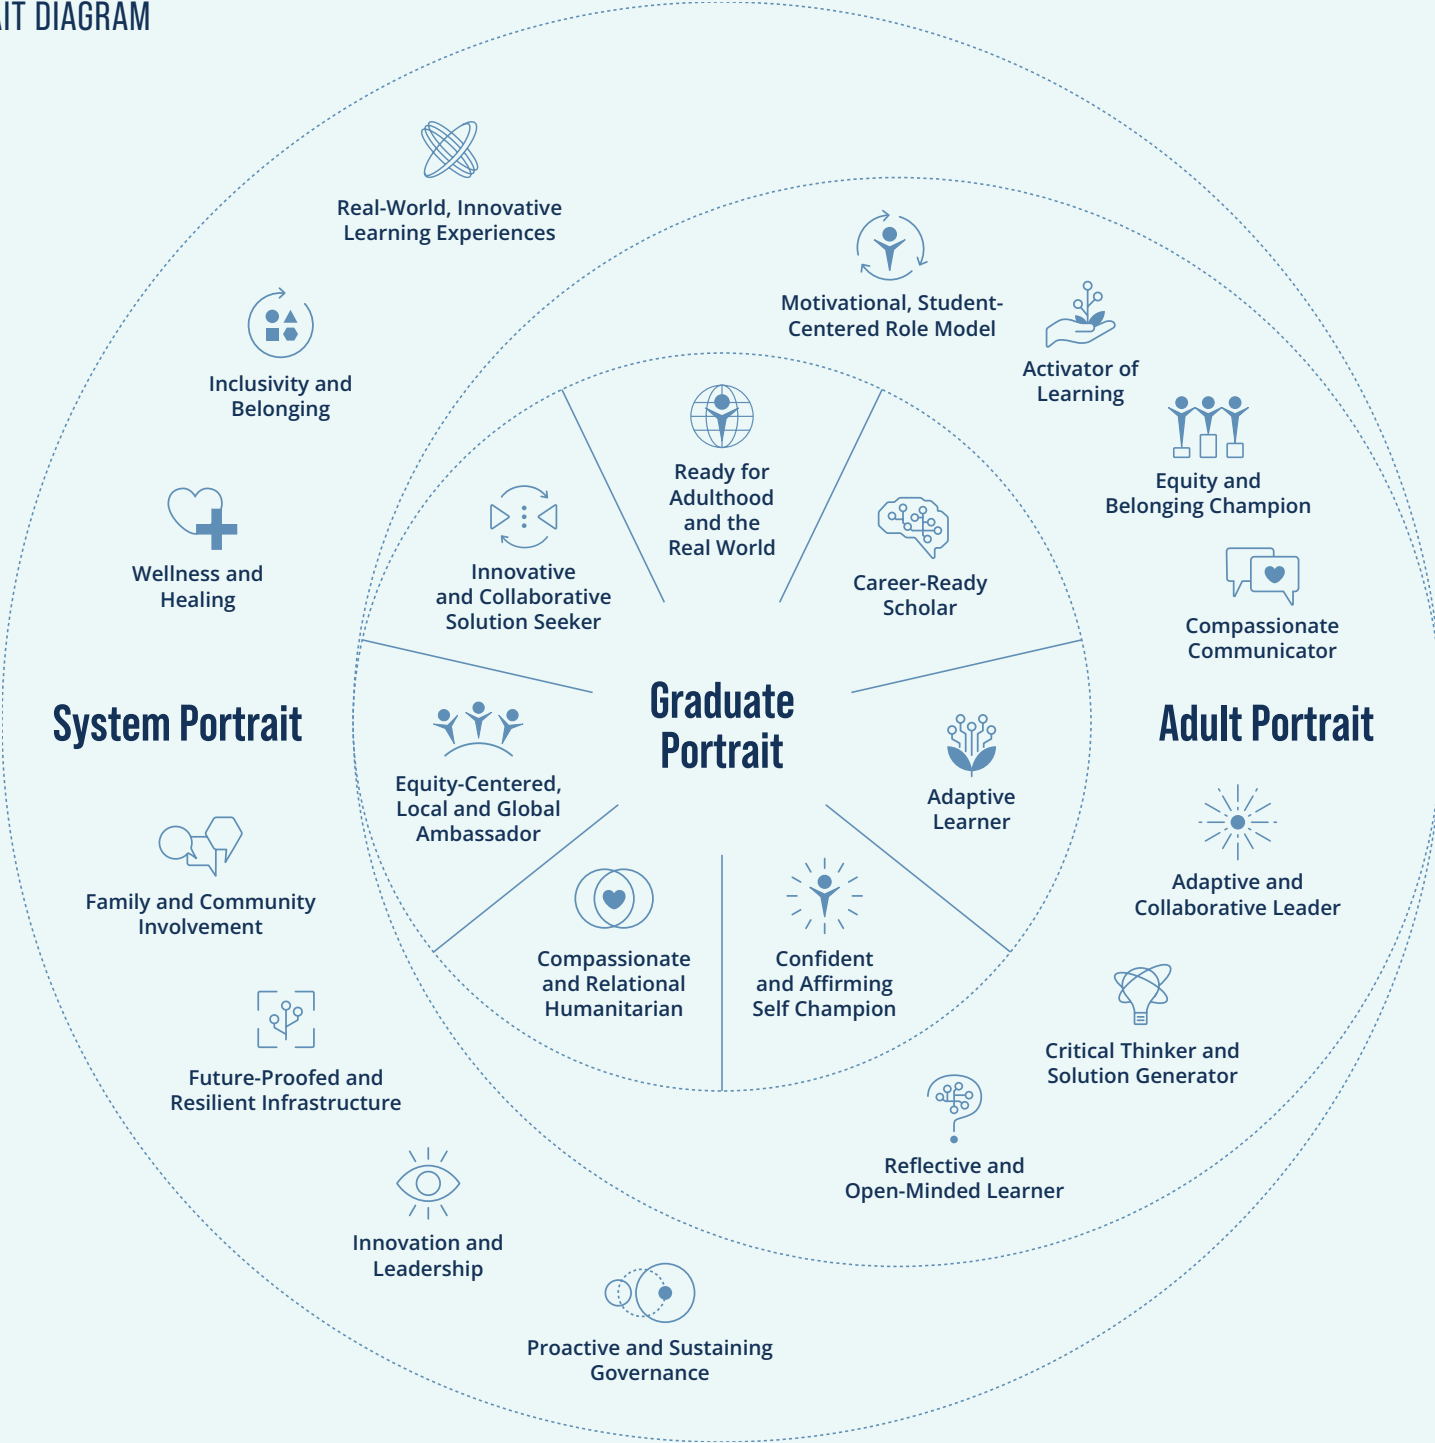 DIAGRAM
Real-World, Innovative
Learning Experiences
Inclusivity and
Belonging
Wellness and
Healing
System Portrait
Family and Community
Involvement
Future-Proofed and
Resilient Infrastructure
Innovation and
Leadership
Proactive and Sustaining
Governance
Motivational, Student-
Centered Role Model
Activator of
Learning
Equity and
Belonging Champion
Compassionate
Communicator
Adult Portrait
Adaptive and
Collaborative Leader
Critical Thinker and
Solution Generator
Reflective and
Open-Minded Learner
Graduate
Portrait
Ready for
Adulthood
and the
Real World
Career-Ready
Scholar
Adaptive
Learner
Confident
and Affirming
Self Champion
Compassionate
and Relational
Humanitarian
Equity-Centered,
Local and Global
Ambassador
Innovative
and Collaborative
Solution Seeker